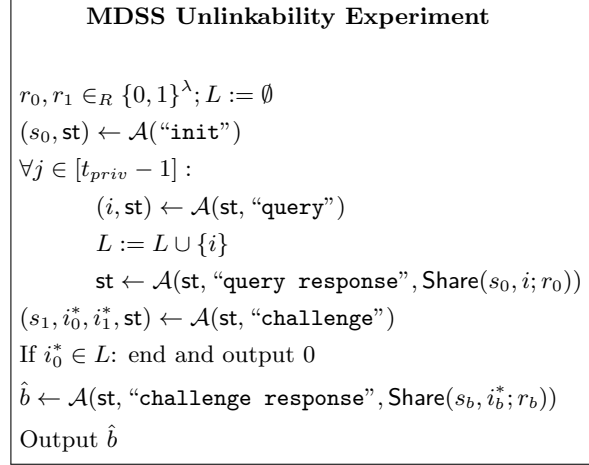 MDSS Unlinkability Experiment
r₀, r₁ ∈_R {0, 1}^λ; L := ∅
(s₀, st) ← 𝒜("init")
∀j ∈ [t_priv − 1] :
(i, st) ← 𝒜(st, "query")
L := L ∪ {i}
st ← 𝒜(st, "query response", Share(s₀, i; r₀))
(s₁, i₀*, i₁*, st) ← 𝒜(st, "challenge")
If i₀* ∈ L: end and output 0
b̂ ← 𝒜(st, "challenge response", Share(s_b, i_b*; r_b))
Output b̂